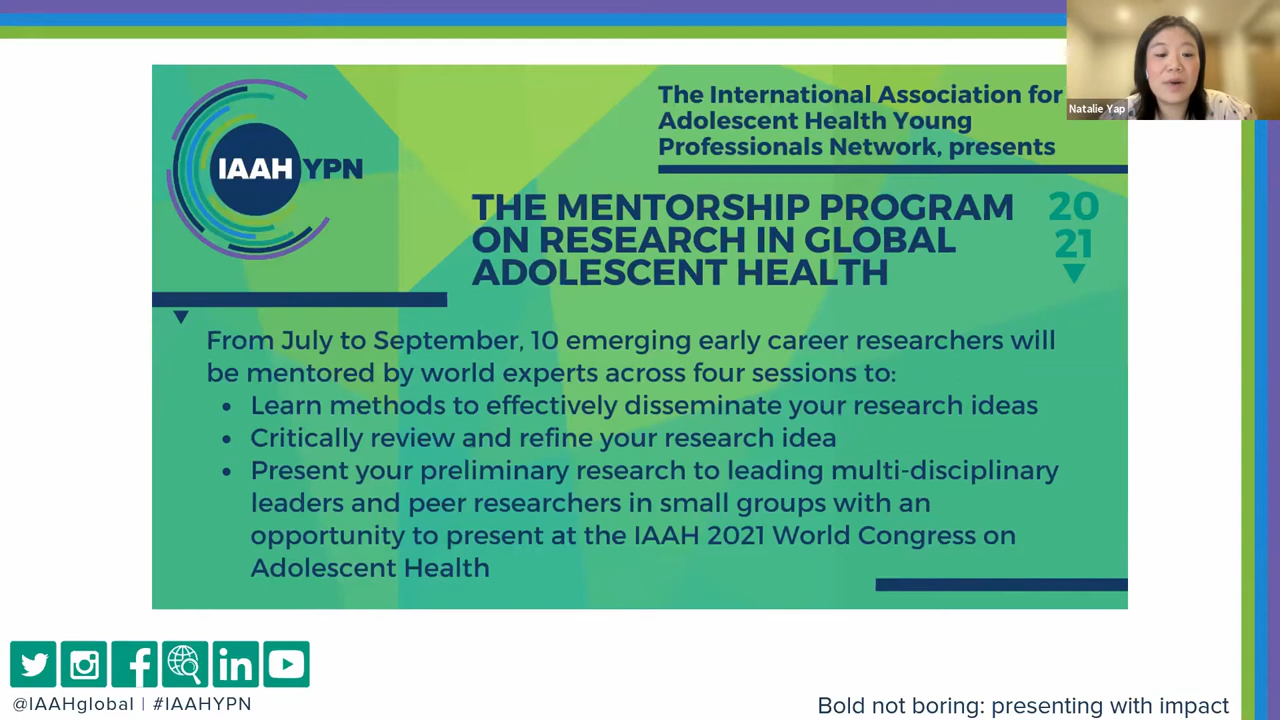 Natalie Yap
IAAH YPN
The International Association for
Adolescent Health Young
Professionals Network, presents
THE MENTORSHIP PROGRAM
ON RESEARCH IN GLOBAL
ADOLESCENT HEALTH
20
21
From July to September, 10 emerging early career researchers will
be mentored by world experts across four sessions to:
• Learn methods to effectively disseminate your research ideas
• Critically review and refine your research idea
• Present your preliminary research to leading multi-disciplinary
leaders and peer researchers in small groups with an
opportunity to present at the IAAH 2021 World Congress on
Adolescent Health
@IAAHglobal | #IAAHYPN
Bold not boring: presenting with impact